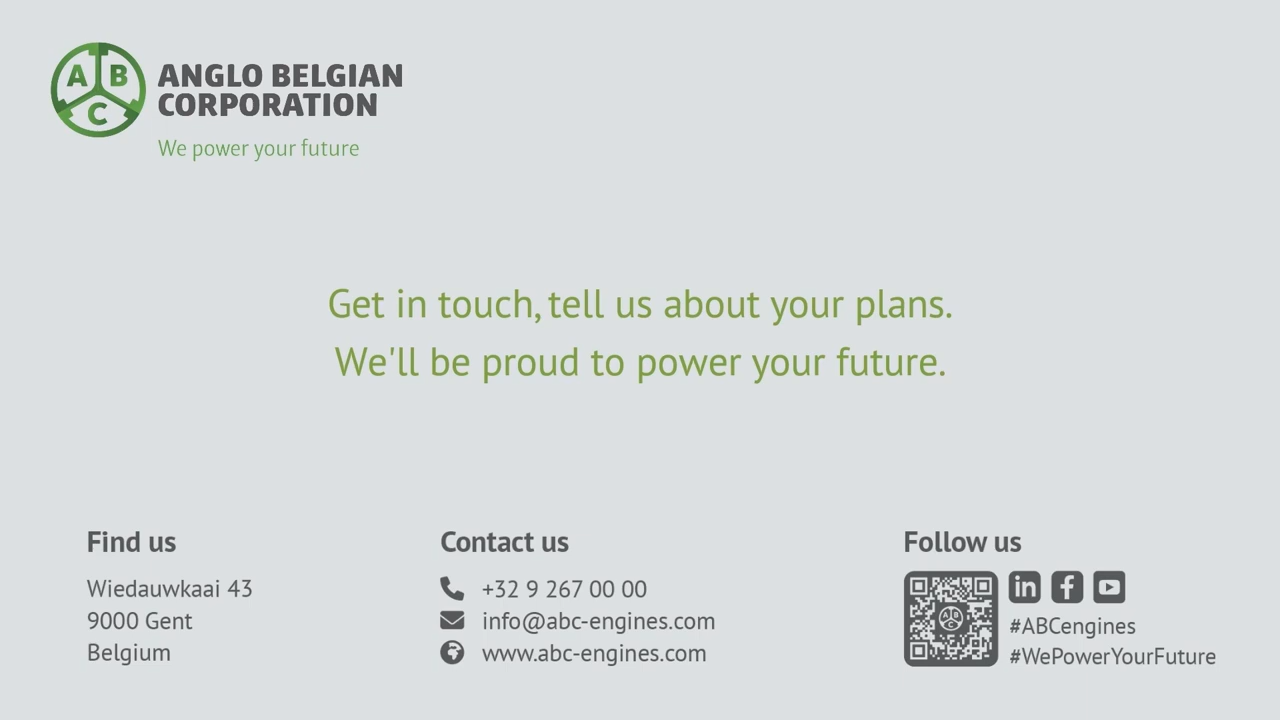 A B C
ANGLO BELGIAN
CORPORATION
We power your future
Get in touch, tell us about your plans.
We'll be proud to power your future.
Find us
Wiedauwkaai 43
9000 Gent
Belgium
Contact us
+32 9 267 00 00
info@abc-engines.com
www.abc-engines.com
Follow us
in f
#ABCengines
#WePowerYourFuture